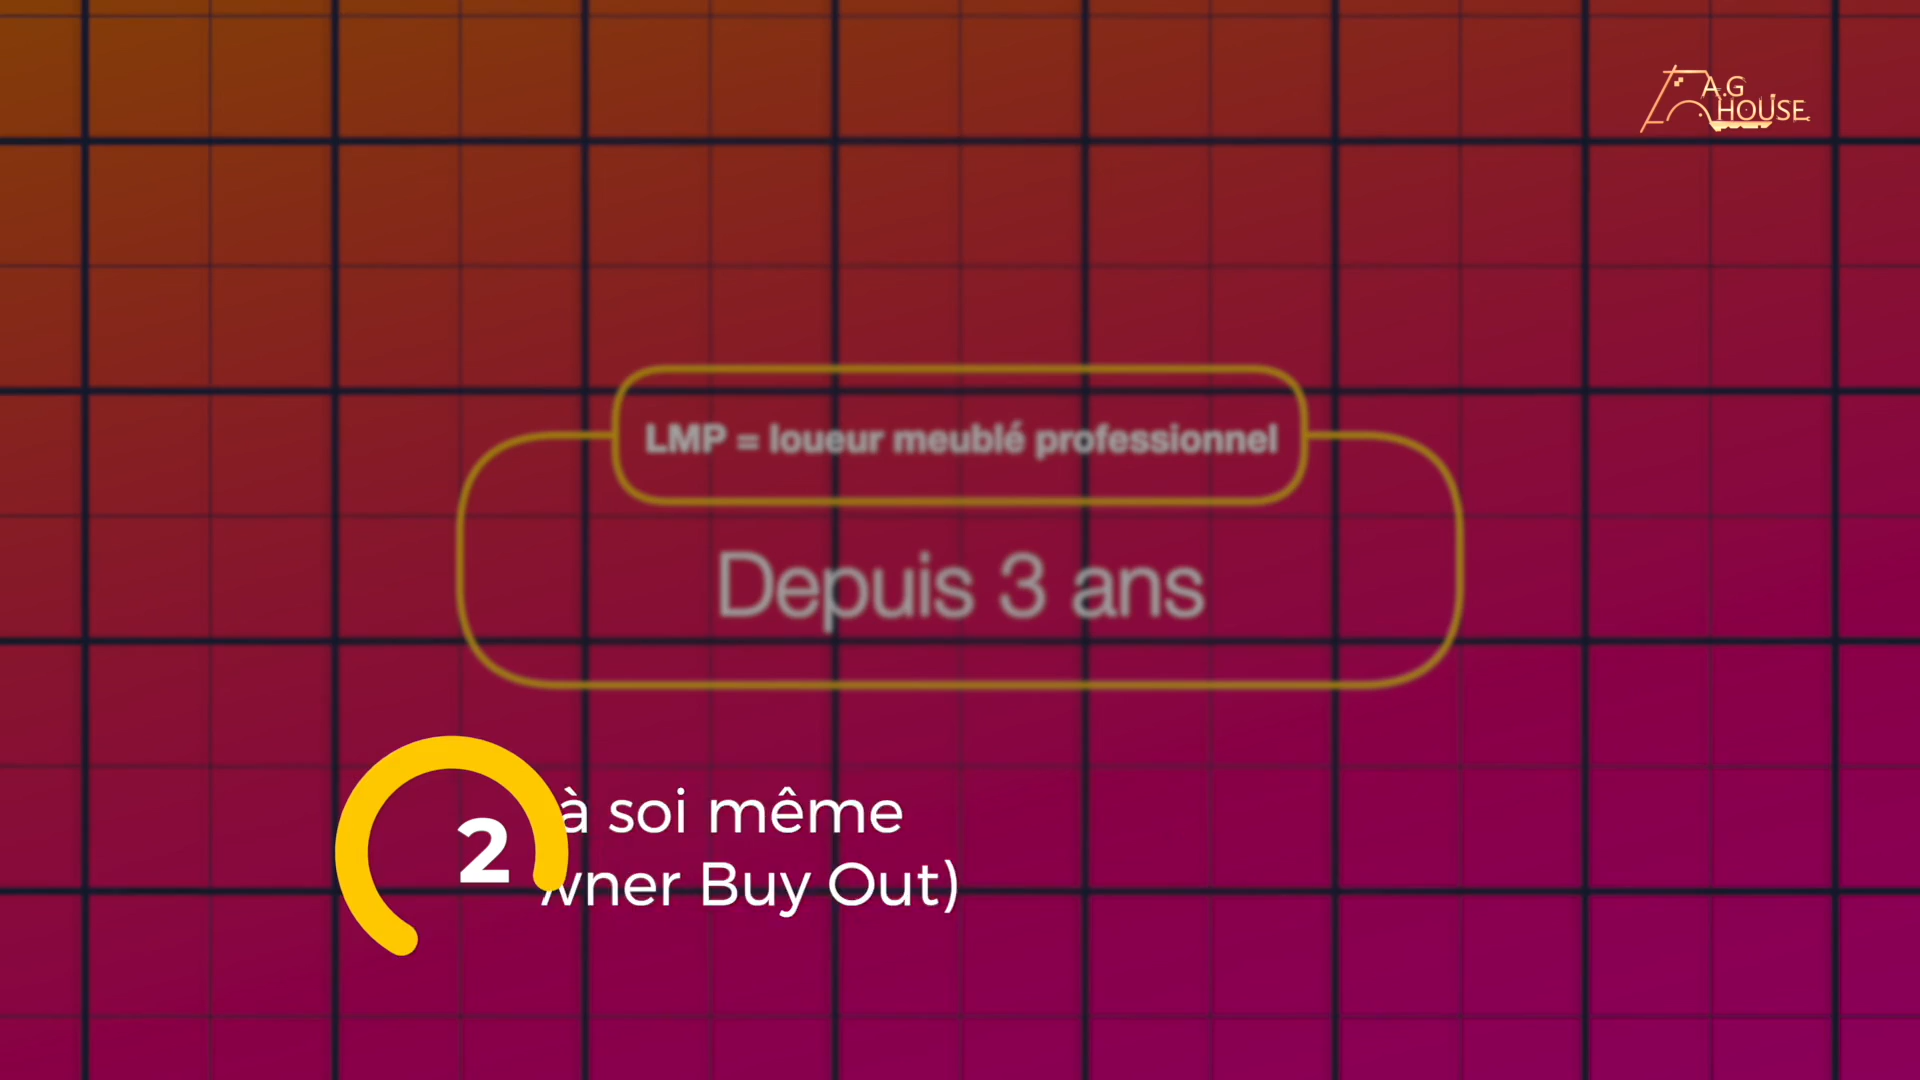 A.G
HOUSE
LMP = loueur meublé professionnel
Depuis 3 ans
2
à soi même
wner Buy Out)